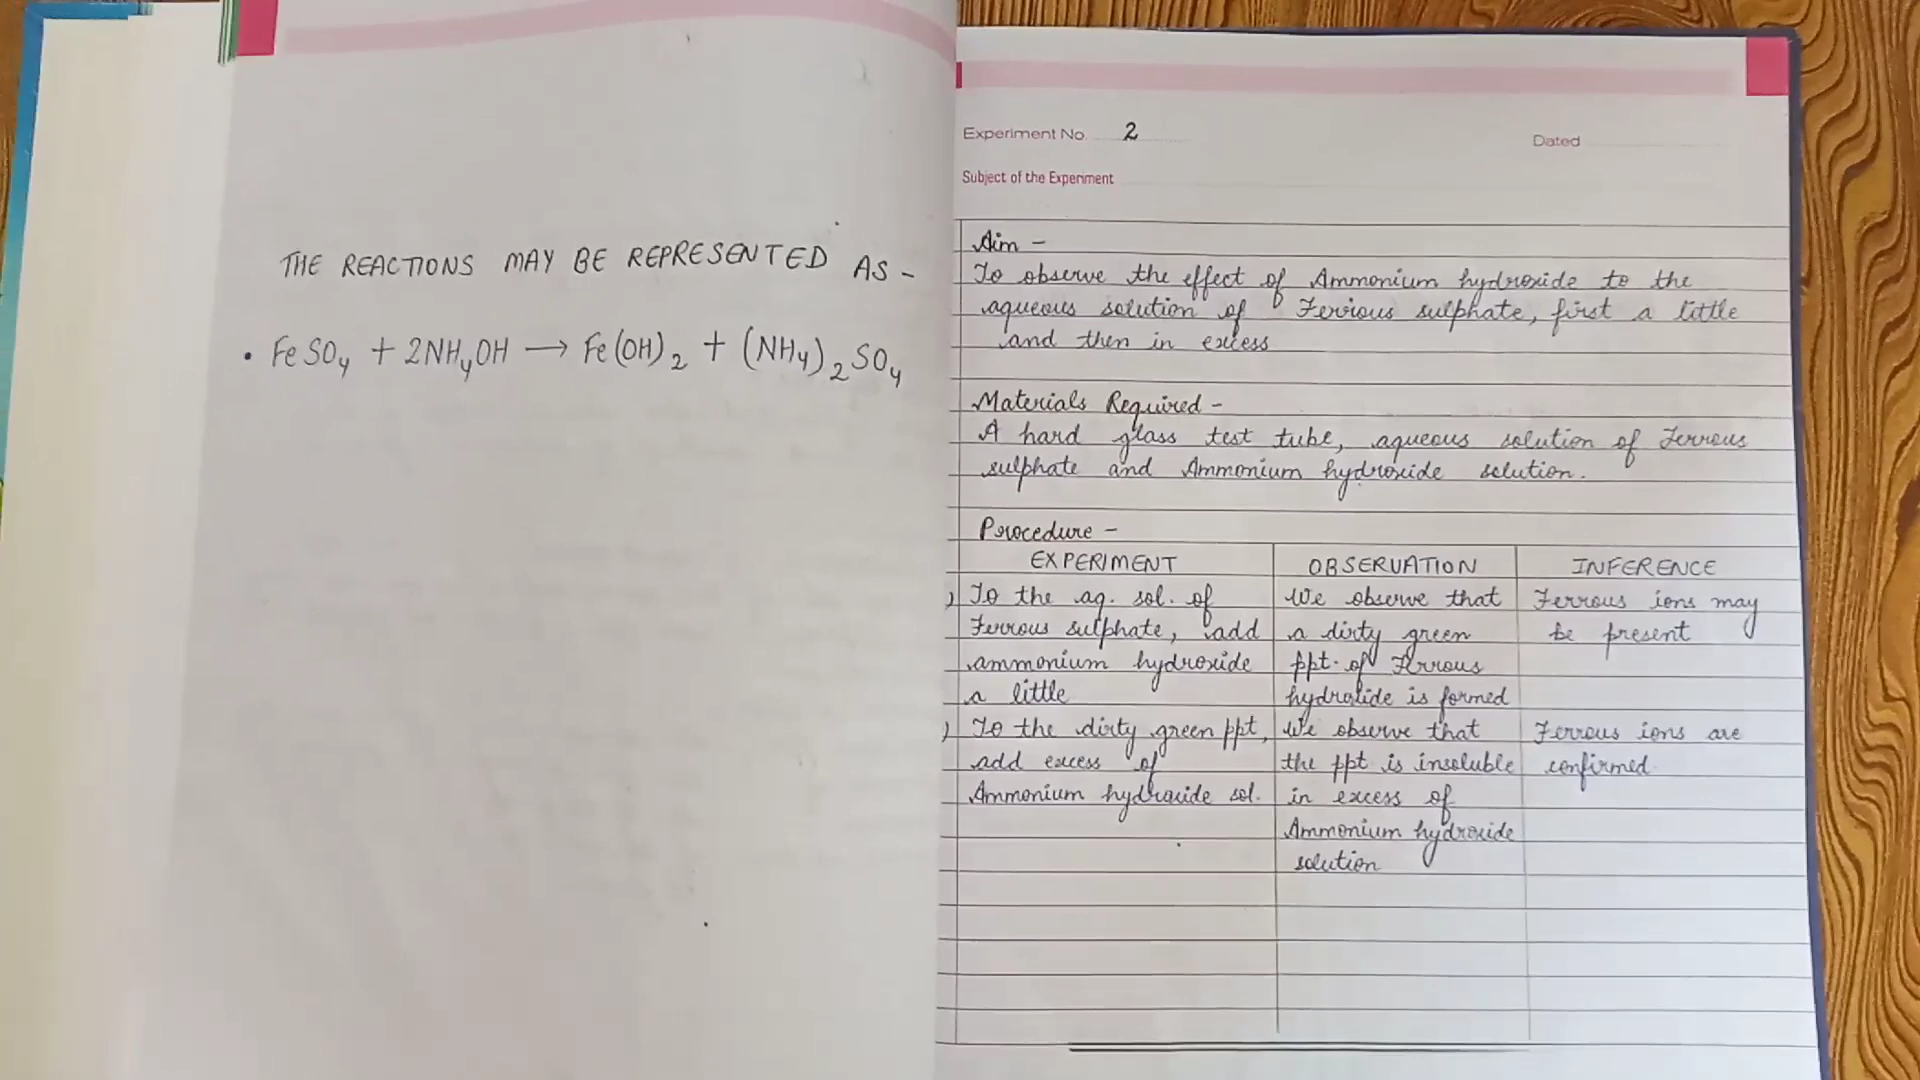 THE REACTIONS MAY BE REPRESENTED AS -
• FeSO4 + 2NH4OH → Fe(OH)2 + (NH4)2SO4
Experiment No. 2
Dated
Subject of the Experiment
Aim -
To observe the effect of Ammonium hydroxide to the
aqueous solution of Ferrous sulphate, first a little
and then in excess
Materials Required -
A hard glass test tube, aqueous solution of Ferrous
sulphate and Ammonium hydroxide solution.
Procedure -
EXPERIMENT OBSERVATION INFERENCE
) To the aq. sol. of We observe that Ferrous ions may
Ferrous sulphate, add a dirty green be present
ammonium hydroxide ppt. of Ferrous
a little hydroxide is formed
) To the dirty green ppt, We observe that Ferrous ions are
add excess of the ppt is insoluble confirmed
Ammonium hydroxide sol. in excess of
Ammonium hydroxide
solution